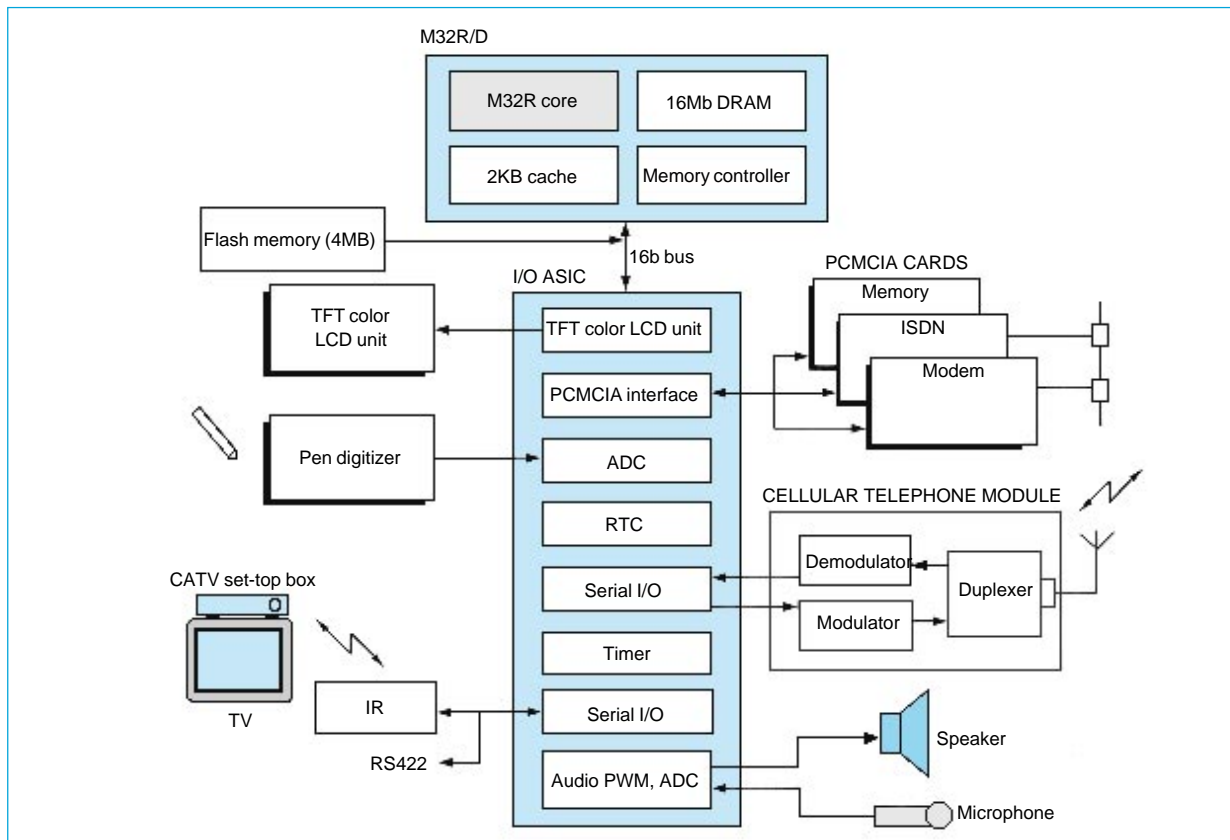 M32R/D
M32R core
16Mb DRAM
2KB cache
Memory controller
Flash memory (4MB)
16b bus
I/O ASIC
PCMCIA CARDS
Memory
ISDN
Modem
TFT color
LCD unit
TFT color LCD unit
PCMCIA interface
Pen digitizer
ADC
RTC
CELLULAR TELEPHONE MODULE
Demodulator
Duplexer
Modulator
Serial I/O
CATV set-top box
TV
Timer
IR
Serial I/O
RS422
Audio PWM, ADC
Speaker
Microphone